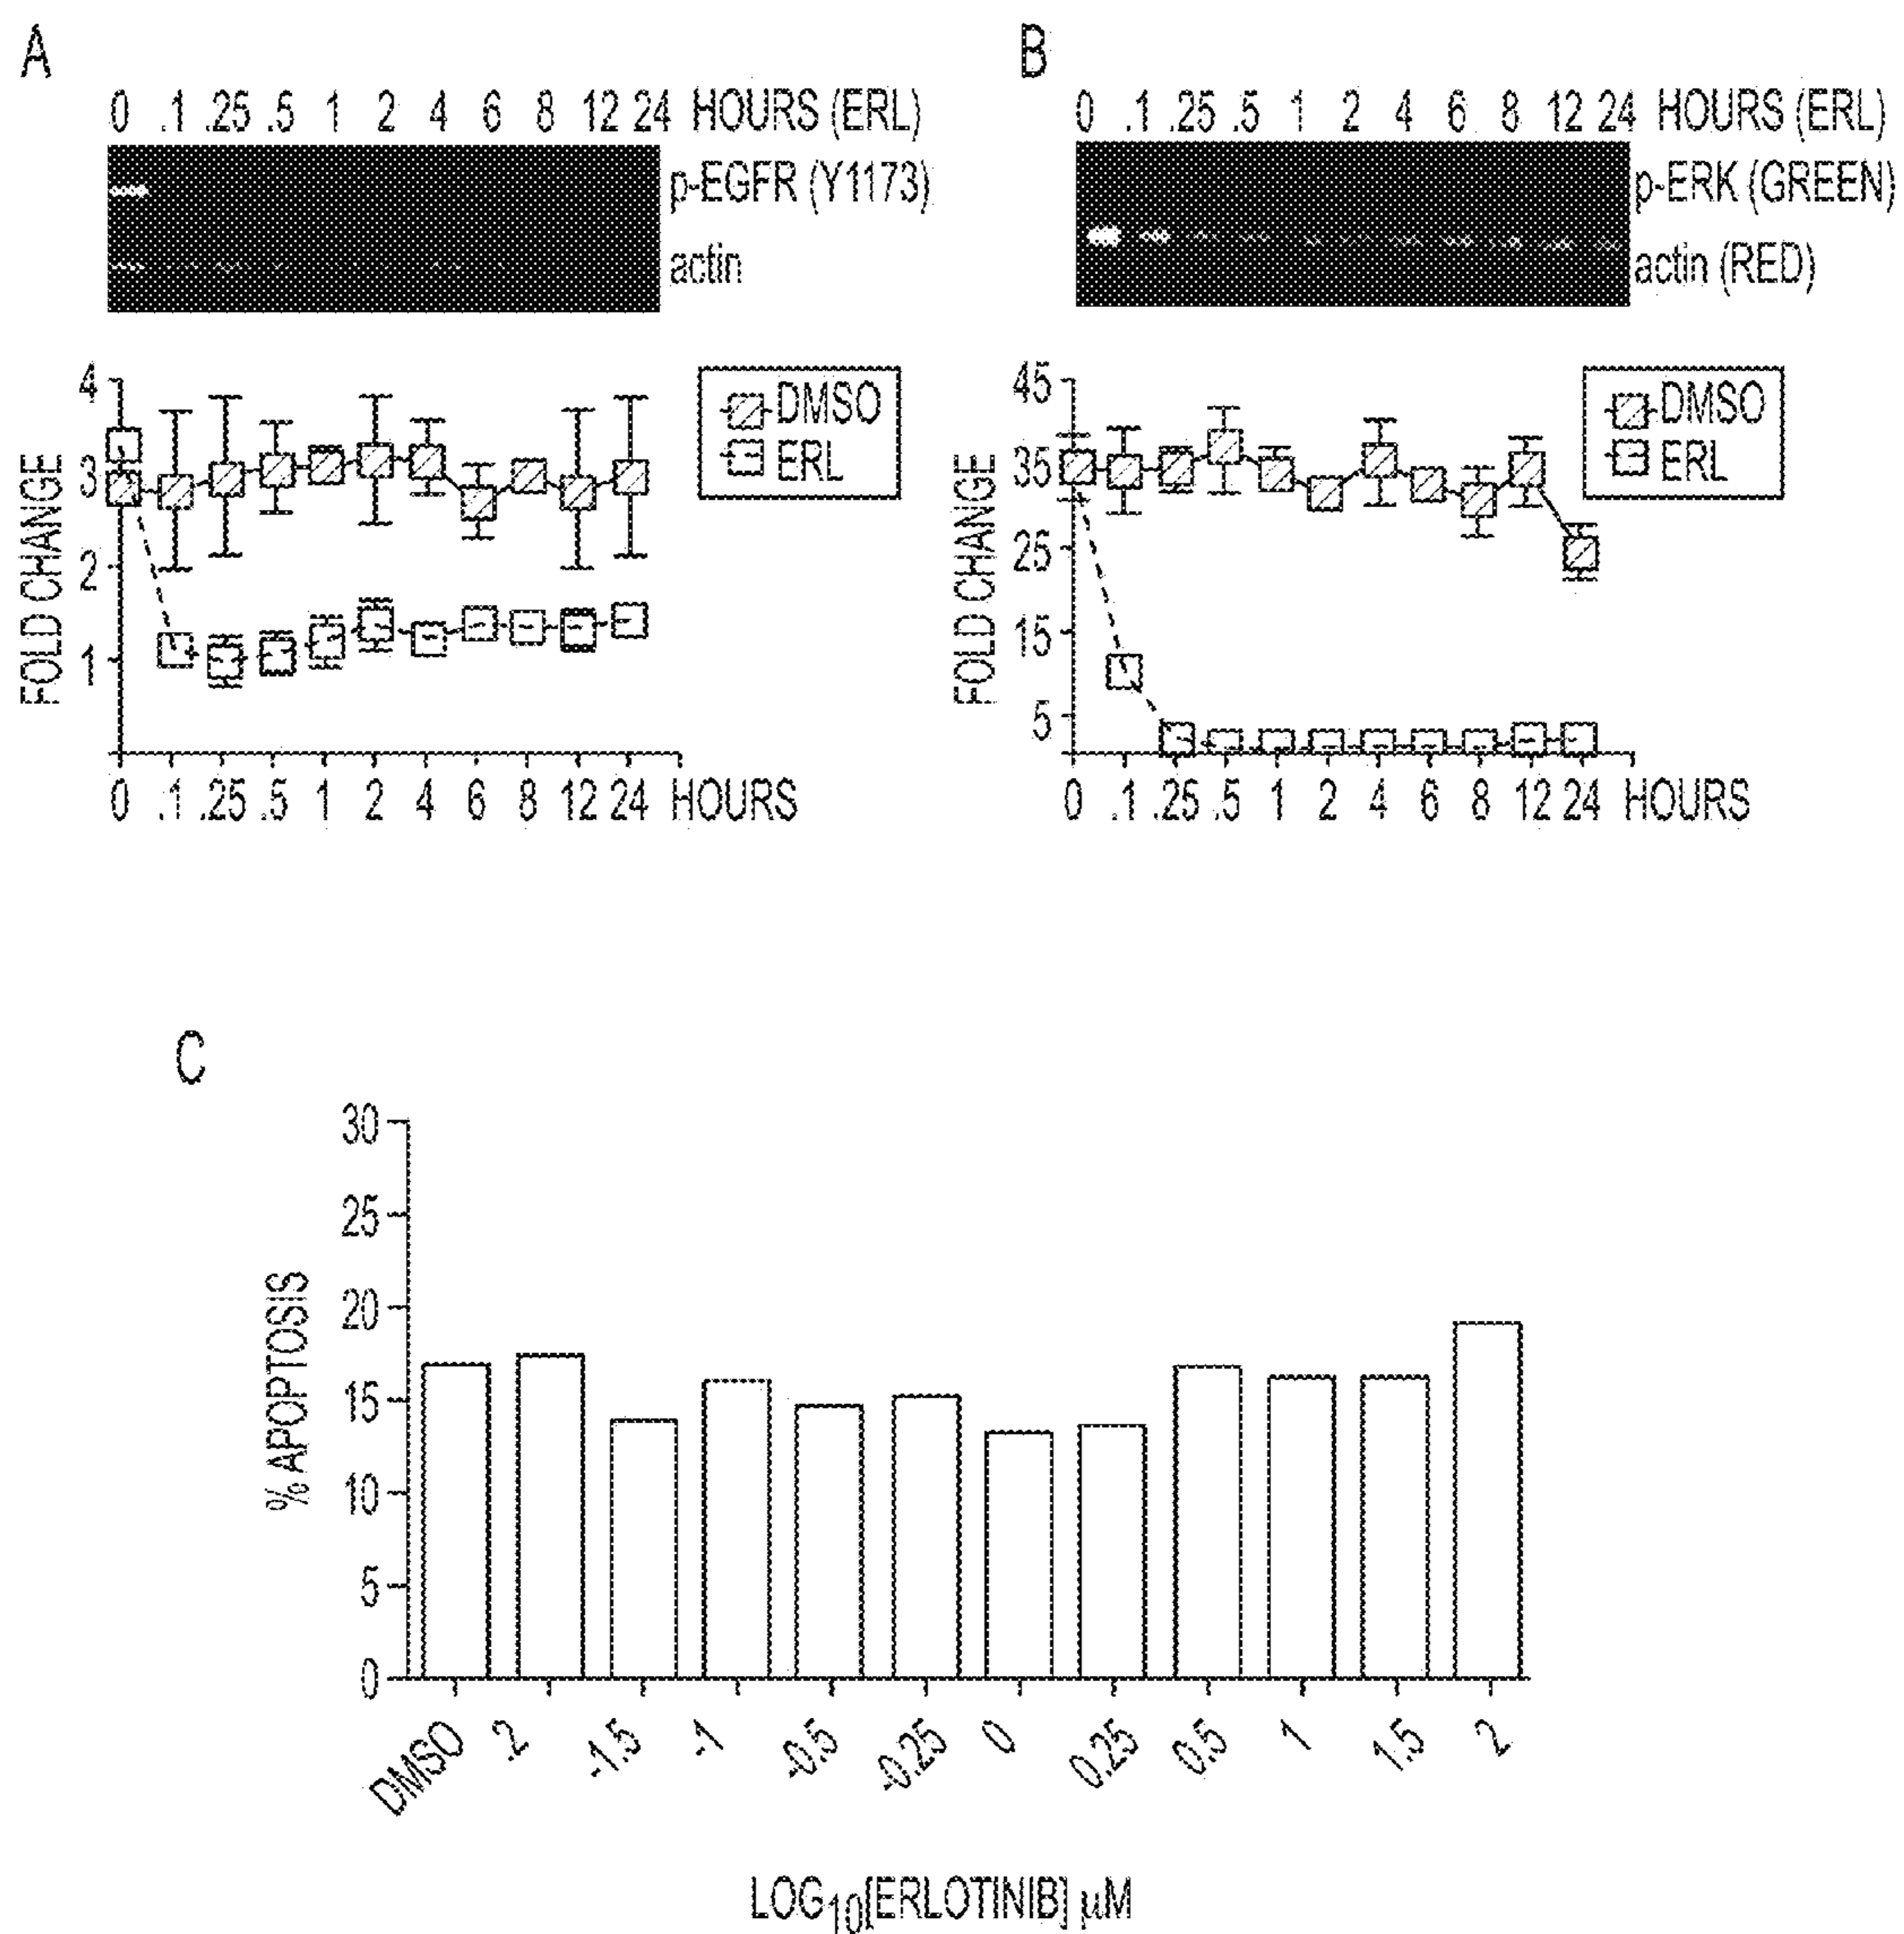 A
0 .1 .25 .5 1 2 4 6 8 12 24 HOURS (ERL)
p-EGFR (Y1173)
actin
4
3
2
1
FOLD CHANGE
DMSO
ERL
0 .1 .25 .5 1 2 4 6 8 12 24 HOURS
B
0 .1 .25 .5 1 2 4 6 8 12 24 HOURS (ERL)
p-ERK (GREEN)
actin (RED)
45
35
25
15
5
FOLD CHANGE
DMSO
ERL
0 .1 .25 .5 1 2 4 6 8 12 24 HOURS
C
30
25
20
15
10
5
0
% APOPTOSIS
DMSO -2 -1.5 -1 -0.5 -0.25 0 0.25 0.5 1 1.5 2
LOG10[ERLOTINIB] µM